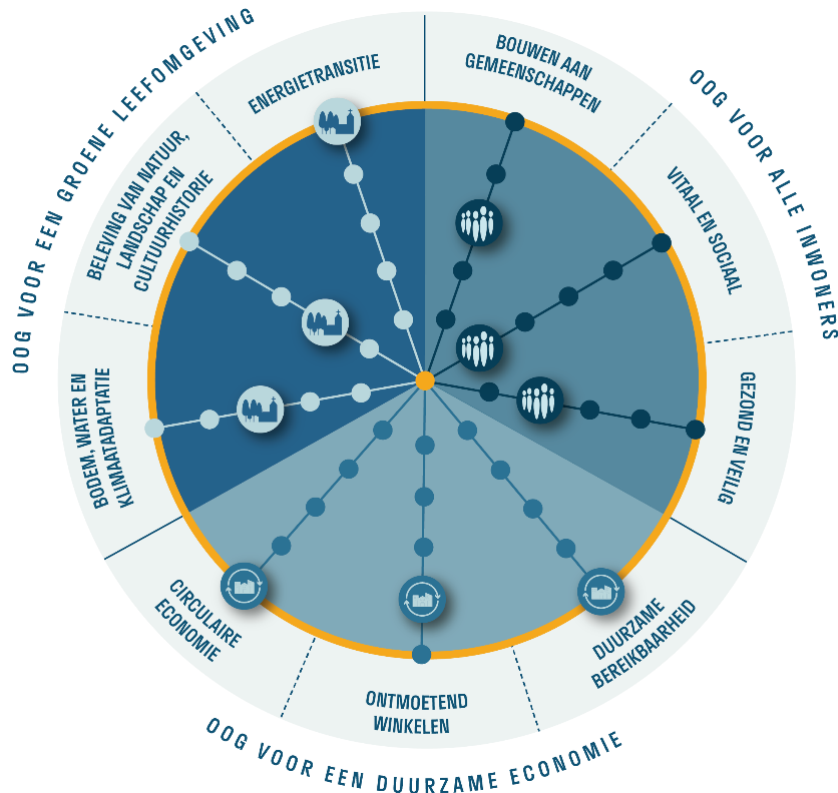 OOG VOOR EEN GROENE LEEFOMGEVING
ENERGIETRANSITIE
BELEVING VAN NATUUR,
LANDSCHAP EN
CULTUURHISTORIE
BODEM, WATER EN
KLIMAATADAPTATIE
OOG VOOR ALLE INWONERS
BOUWEN AAN
GEMEENSCHAPPEN
VITAAL EN SOCIAAL
GEZOND EN VEILIG
OOG VOOR EEN DUURZAME ECONOMIE
CIRCULAIRE
ECONOMIE
ONTMOETEND
WINKELEN
DUURZAME
BEREIKBAARHEID